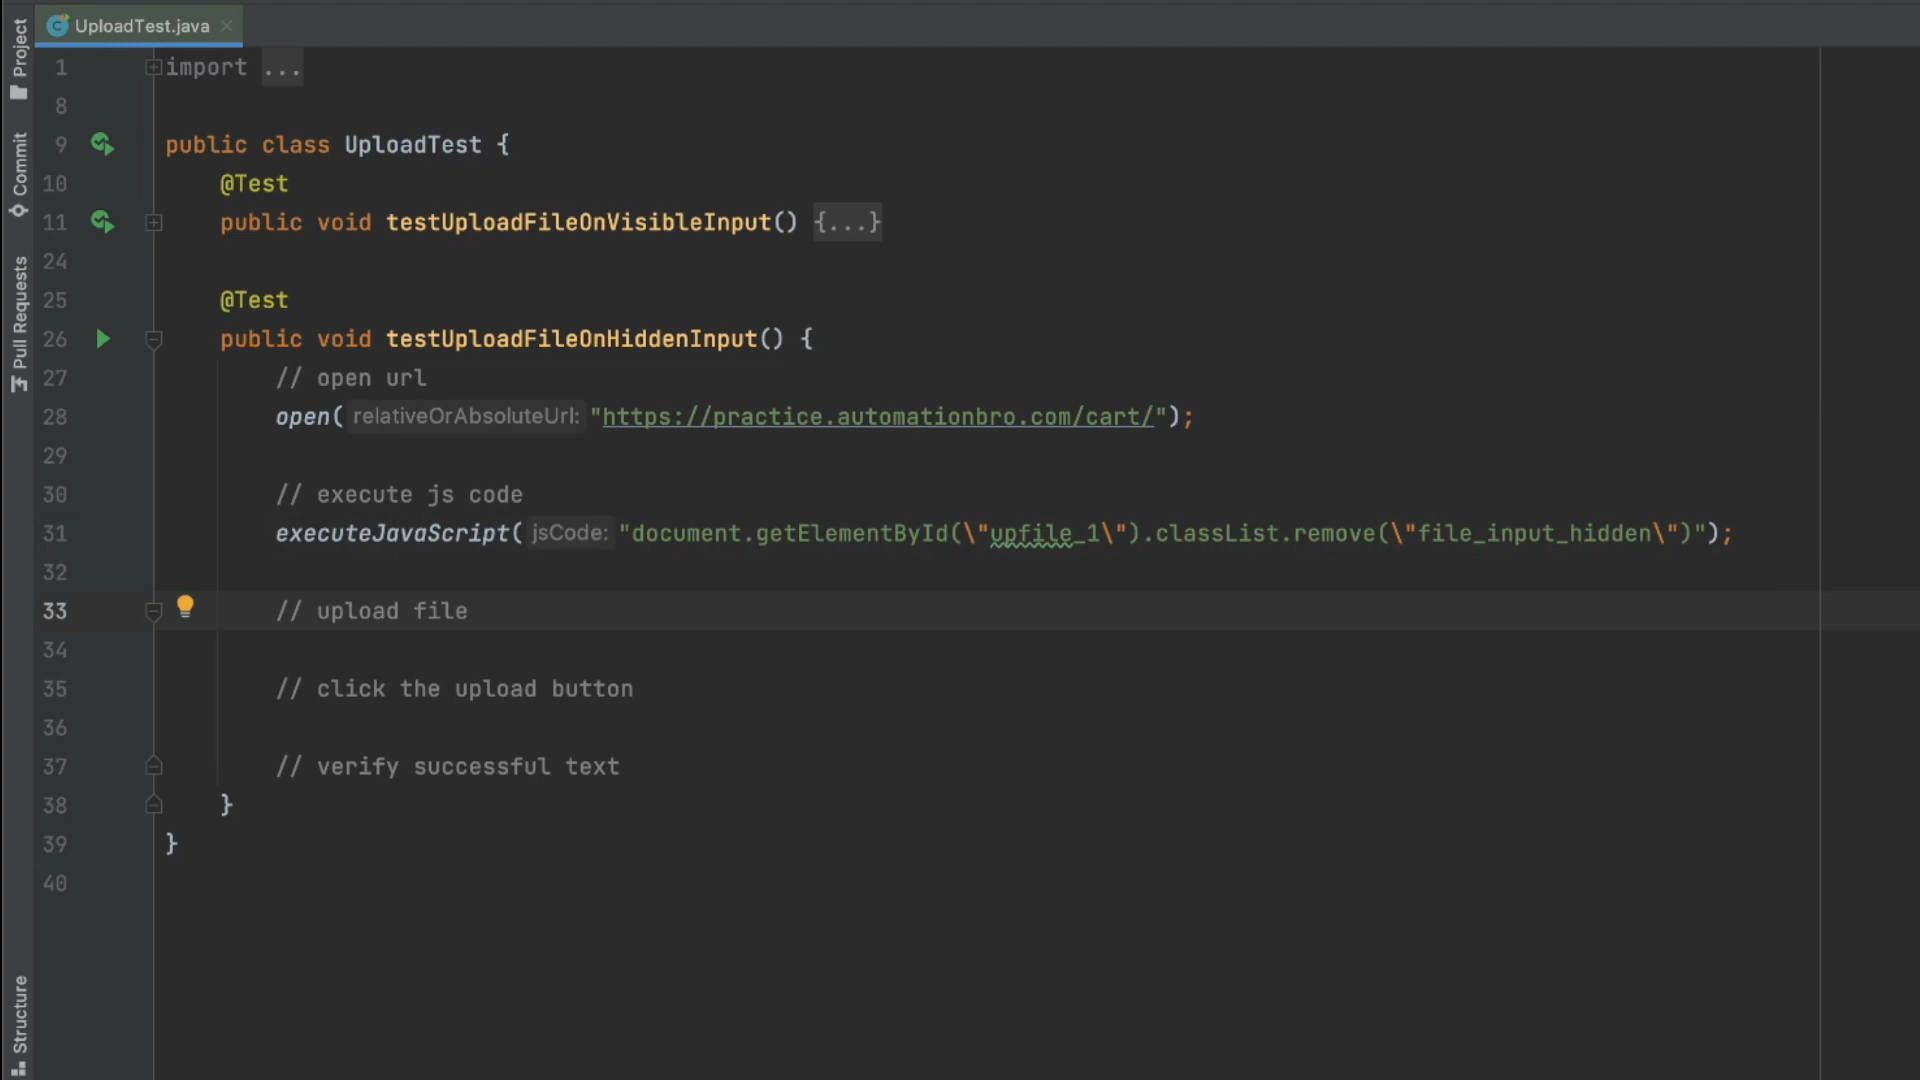 UploadTest.java
Project
Commit
Pull Requests
Structure
1 import ...
8
9 public class UploadTest {
10 @Test
11 public void testUploadFileOnVisibleInput() {...}
24
25 @Test
26 public void testUploadFileOnHiddenInput() {
27 // open url
28 open( relativeOrAbsoluteUrl: "https://practice.automationbro.com/cart/");
29
30 // execute js code
31 executeJavaScript( jsCode: "document.getElementById(\"upfile_1\").classList.remove(\"file_input_hidden\")");
32
33 // upload file
34
35 // click the upload button
36
37 // verify successful text
38 }
39 }
40